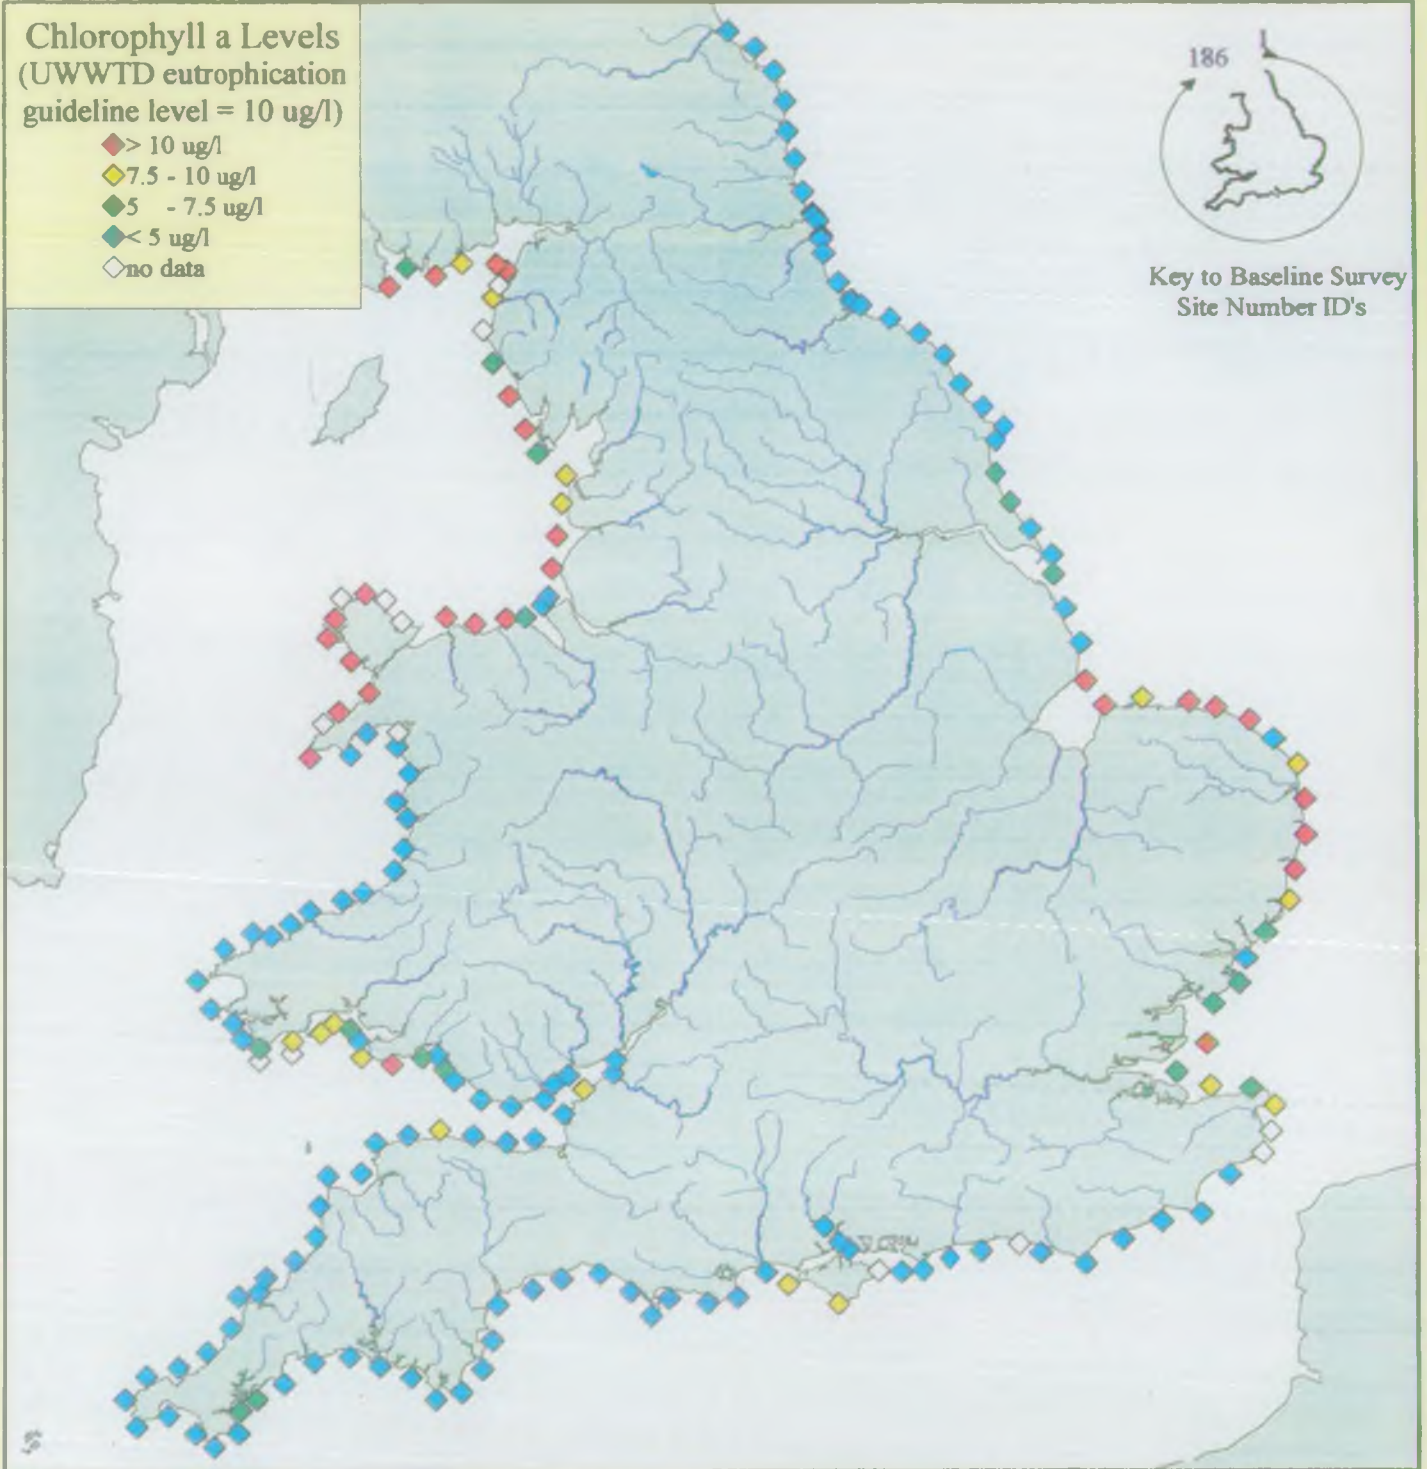 Chlorophyll a Levels
(UWWTD eutrophication
guideline level = 10 ug/l)
> 10 ug/l
7.5 - 10 ug/l
5 - 7.5 ug/l
< 5 ug/l
no data
186
1
Key to Baseline Survey
Site Number ID's